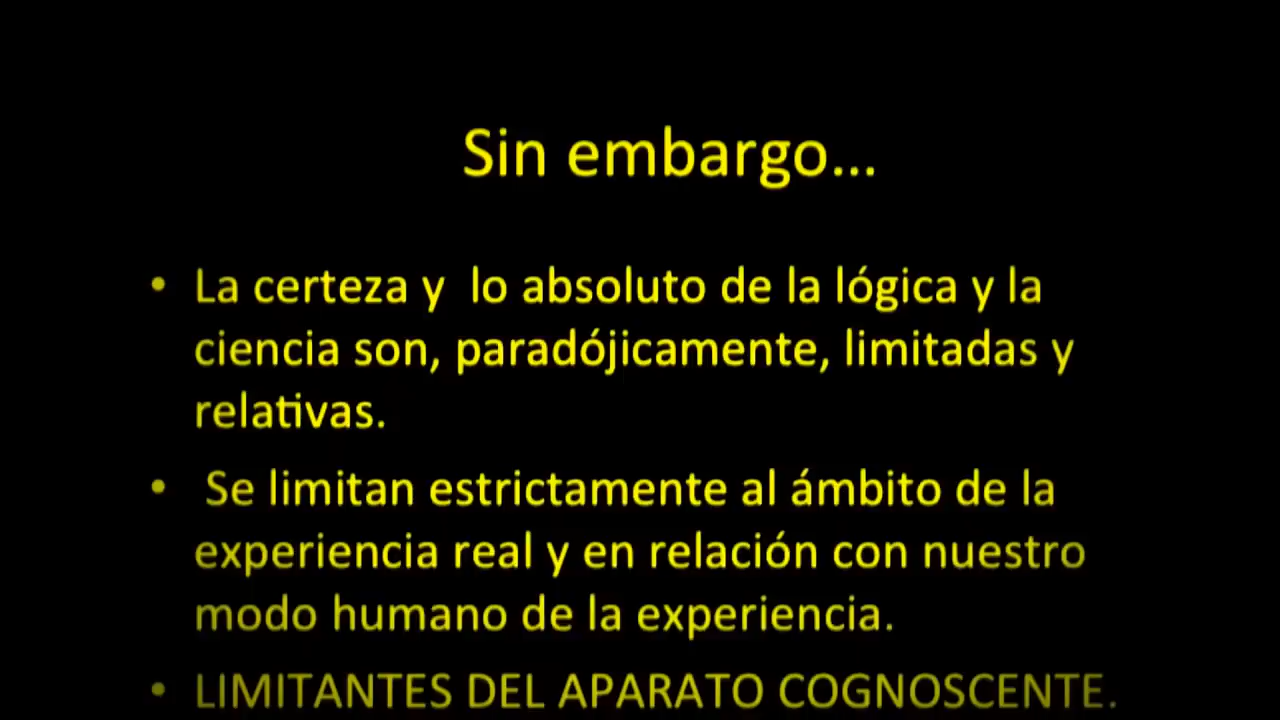 Sin embargo...
• La certeza y lo absoluto de la lógica y la
ciencia son, paradójicamente, limitadas y
relativas.
• Se limitan estrictamente al ámbito de la
experiencia real y en relación con nuestro
modo humano de la experiencia.
• LIMITANTES DEL APARATO COGNOSCENTE.